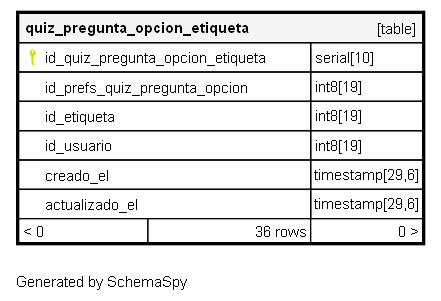 quiz_pregunta_opcion_etiqueta [table]
id_quiz_pregunta_opcion_etiqueta serial[10]
id_prefs_quiz_pregunta_opcion int8[19]
id_etiqueta int8[19]
id_usuario int8[19]
creado_el timestamp[29,6]
actualizado_el timestamp[29,6]
< 0 36 rows 0 >
Generated by SchemaSpy